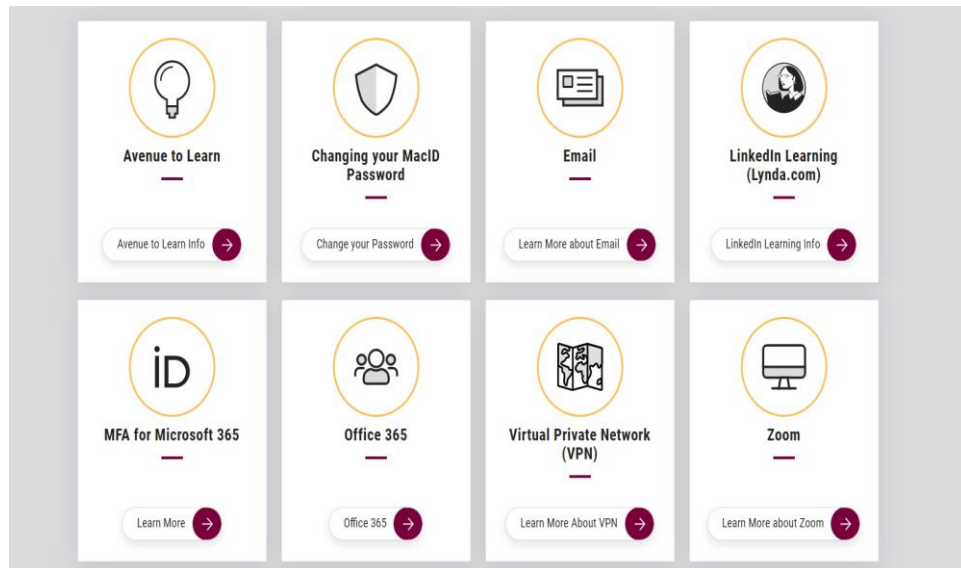 Avenue to Learn
Avenue to Learn Info
Changing your MacID
Password
Change your Password
Email
Learn More about Email
LinkedIn Learning
(Lynda.com)
LinkedIn Learning Info
iD
MFA for Microsoft 365
Learn More
Office 365
Office 365
Virtual Private Network
(VPN)
Learn More About VPN
Zoom
Learn More about Zoom